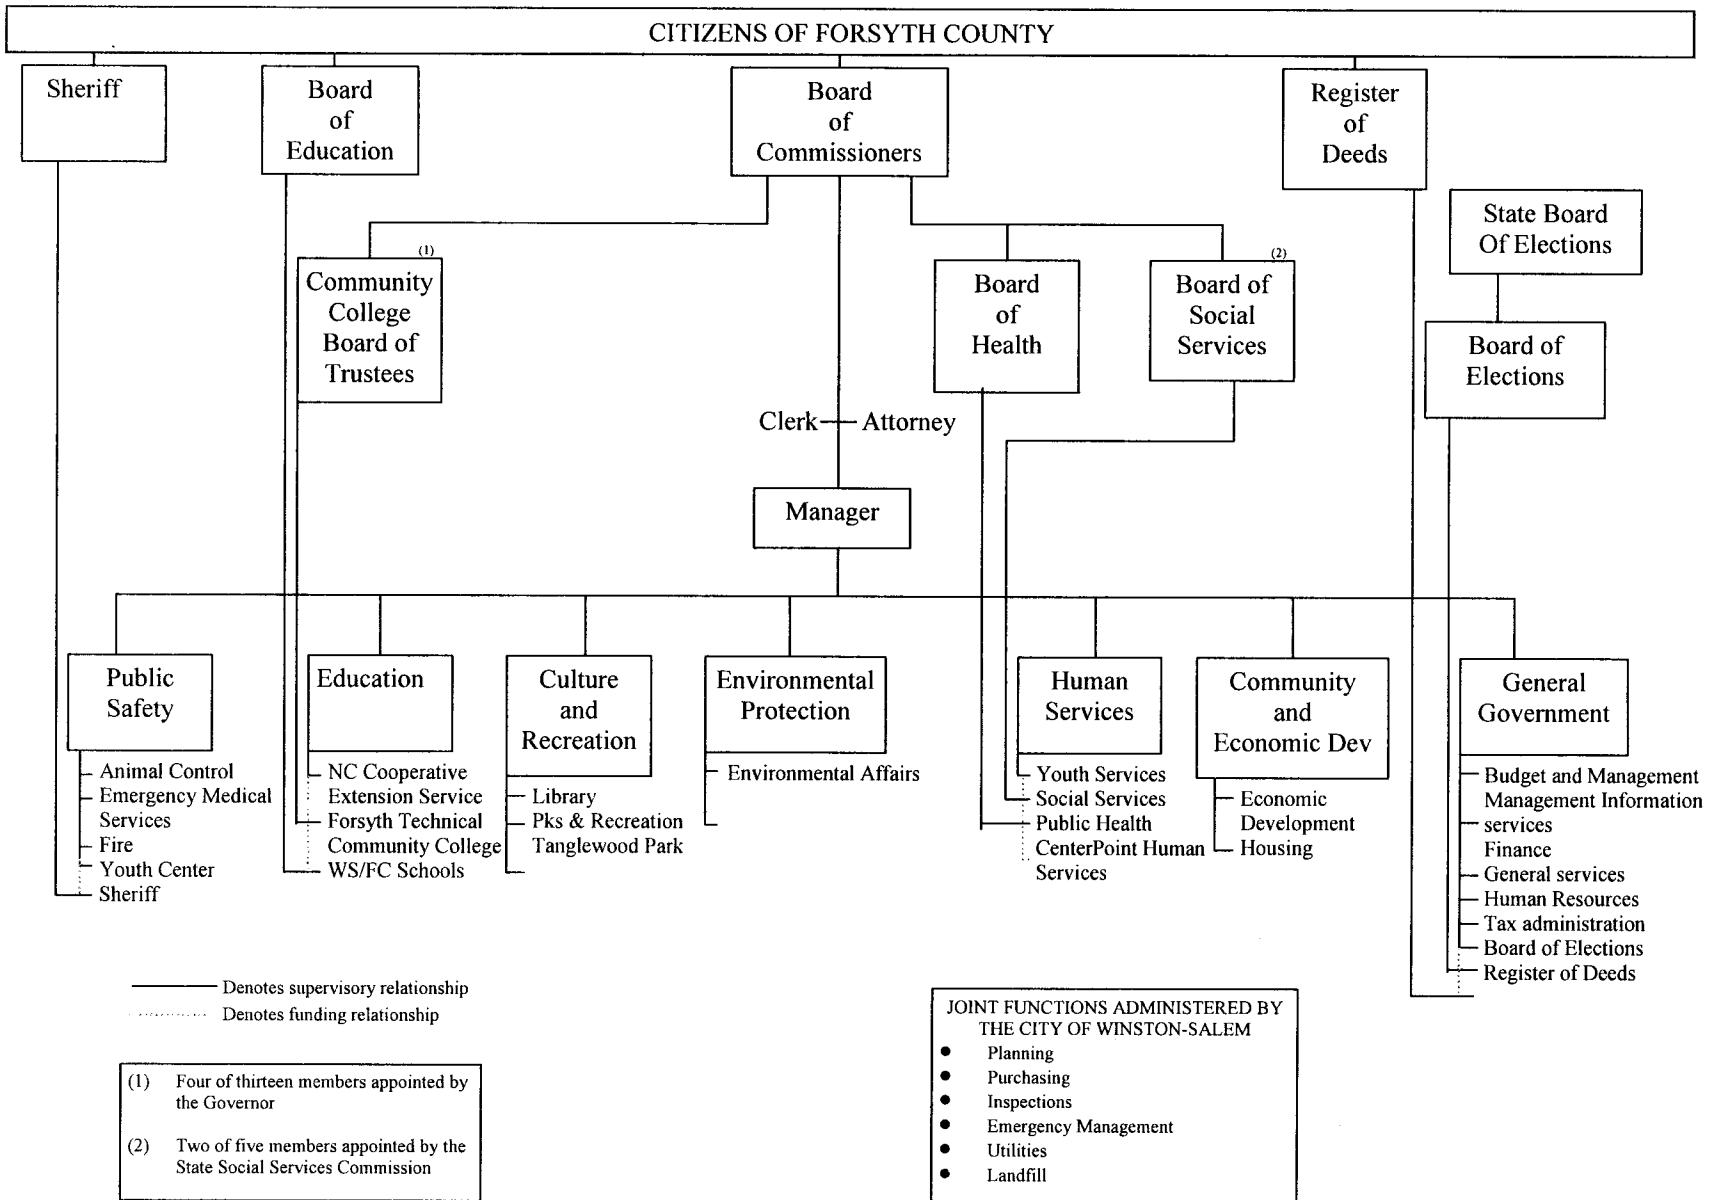 CITIZENS OF FORSYTH COUNTY
Sheriff
Board
of
Education
Board
of
Commissioners
Register
of
Deeds
State Board
Of Elections
(1)
Community
College
Board of
Trustees
Board
of
Health
(2)
Board of
Social
Services
Board of
Elections
Clerk
Attorney
Manager
Public
Safety
Education
Culture
and
Recreation
Environmental
Protection
Human
Services
Community
and
Economic Dev
General
Government
Animal Control
Emergency Medical
Services
Fire
Youth Center
Sheriff
NC Cooperative
Extension Service
Forsyth Technical
Community College
WS/FC Schools
Library
Pks & Recreation
Tanglewood Park
Environmental Affairs
Youth Services
Social Services
Public Health
CenterPoint Human
Services
Economic
Development
Housing
Budget and Management
Management Information
services
Finance
General services
Human Resources
Tax administration
Board of Elections
Register of Deeds
Denotes supervisory relationship
Denotes funding relationship
(1) Four of thirteen members appointed by
the Governor
(2) Two of five members appointed by the
State Social Services Commission
JOINT FUNCTIONS ADMINISTERED BY
THE CITY OF WINSTON-SALEM
● Planning
● Purchasing
● Inspections
● Emergency Management
● Utilities
● Landfill